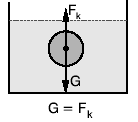 Fₖ
G
G = Fₖ